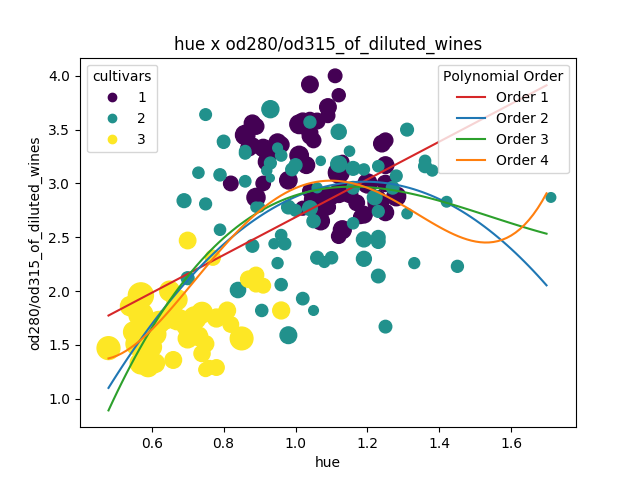 hue x od280/od315_of_diluted_wines
cultivars
1
2
3
Polynomial Order
Order 1
Order 2
Order 3
Order 4
4.0
3.5
3.0
2.5
2.0
1.5
1.0
od280/od315_of_diluted_wines
0.6 0.8 1.0 1.2 1.4 1.6
hue